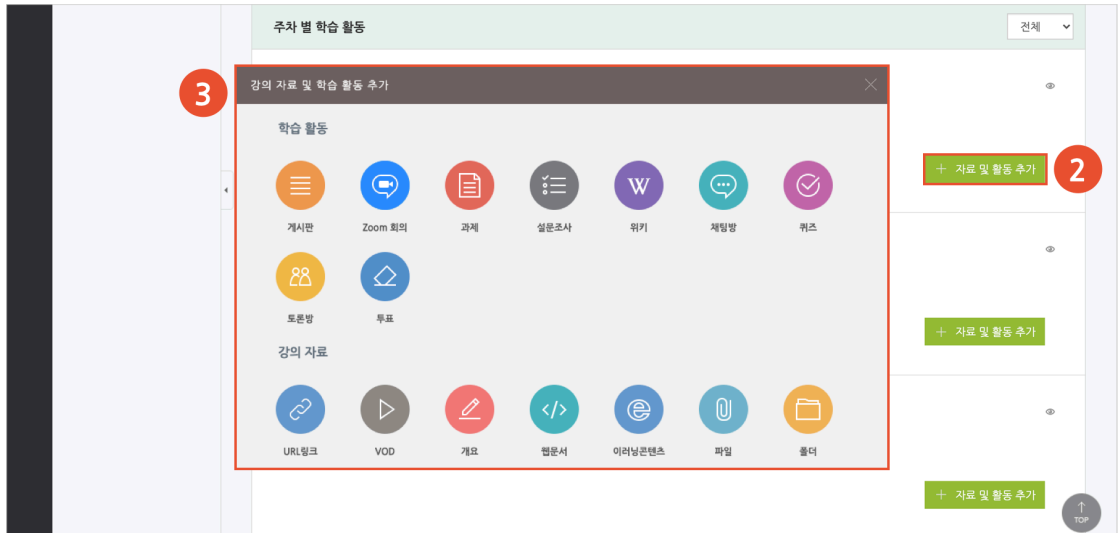 주차 별 학습 활동
전체
3
강의 자료 및 학습 활동 추가
학습 활동
+ 자료 및 활동 추가
2
W
게시판 Zoom 회의 과제 설문조사 위키 채팅방 퀴즈
토론방 투표
+ 자료 및 활동 추가
강의 자료
</>
URL링크 VOD 개요 웹문서 이러닝콘텐츠 파일 폴더
+ 자료 및 활동 추가
TOP